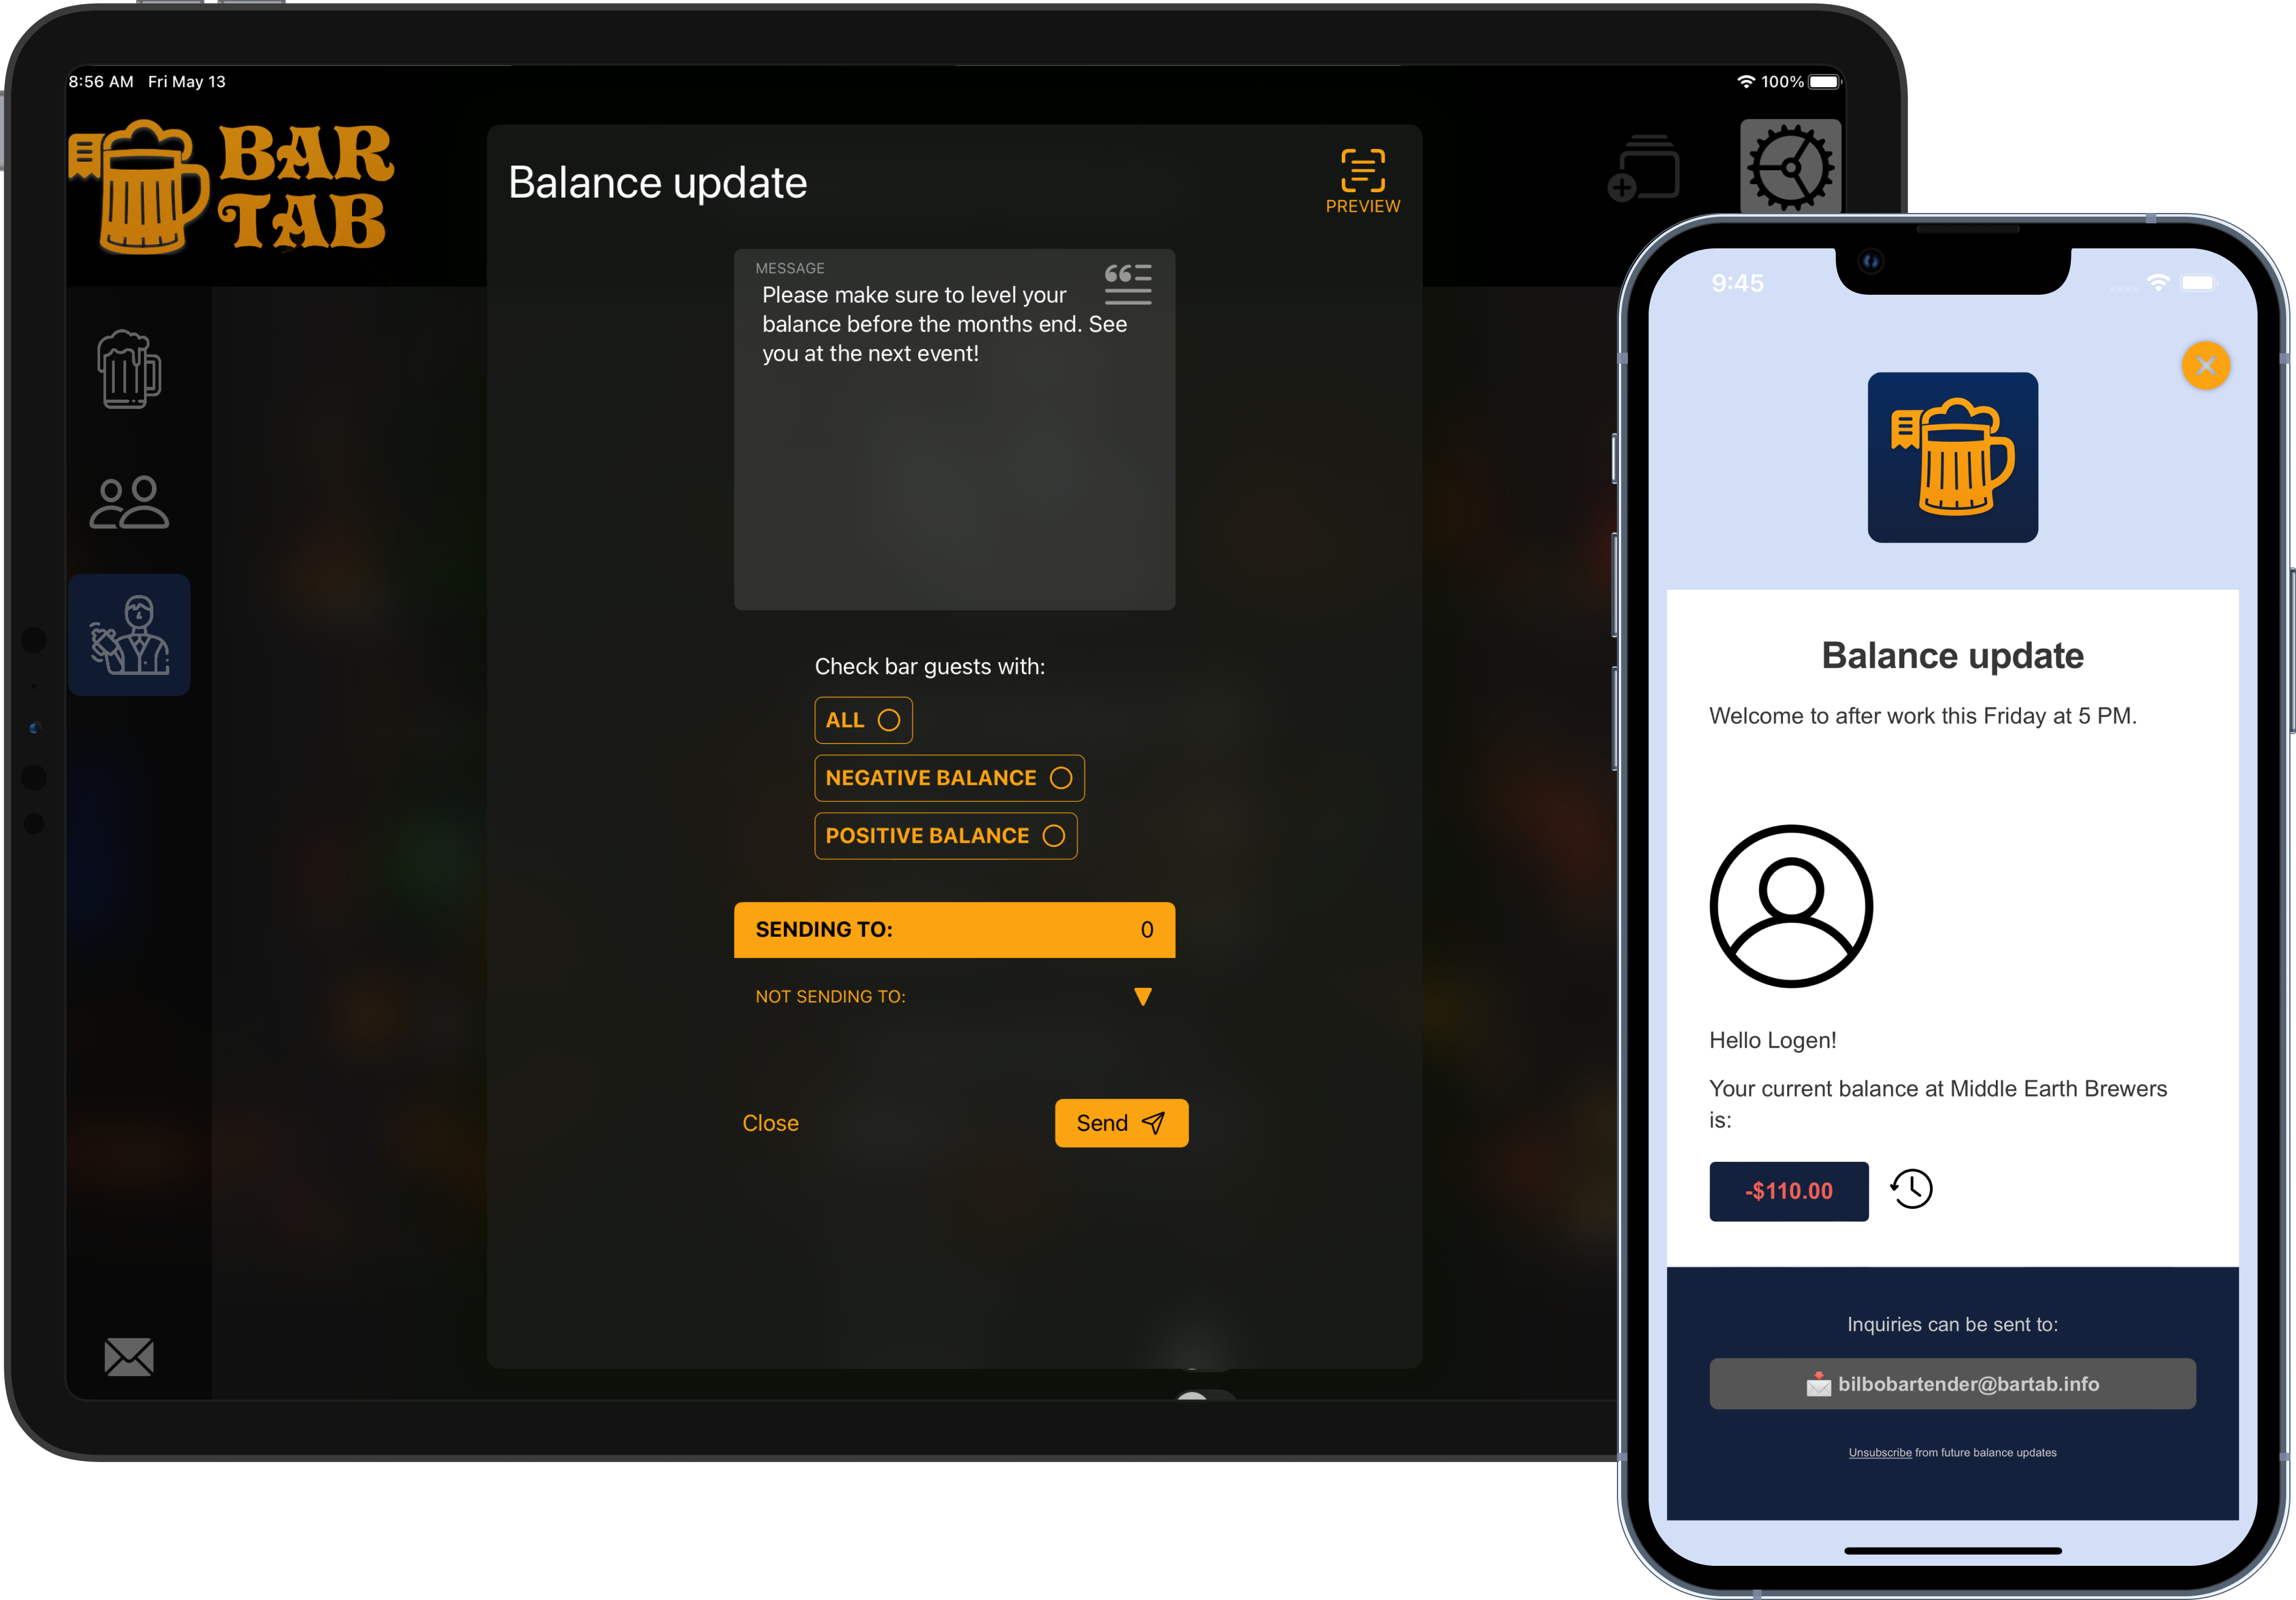 8:56 AM Fri May 13
100%
BAR
TAB
Balance update
PREVIEW
MESSAGE
Please make sure to level your
balance before the months end. See
you at the next event!
Check bar guests with:
ALL
NEGATIVE BALANCE
POSITIVE BALANCE
SENDING TO: 0
NOT SENDING TO:
Close
Send
9:45
Balance update
Welcome to after work this Friday at 5 PM.
Hello Logen!
Your current balance at Middle Earth Brewers
is:
-$110.00
Inquiries can be sent to:
bilbobartender@bartab.info
Unsubscribe from future balance updates